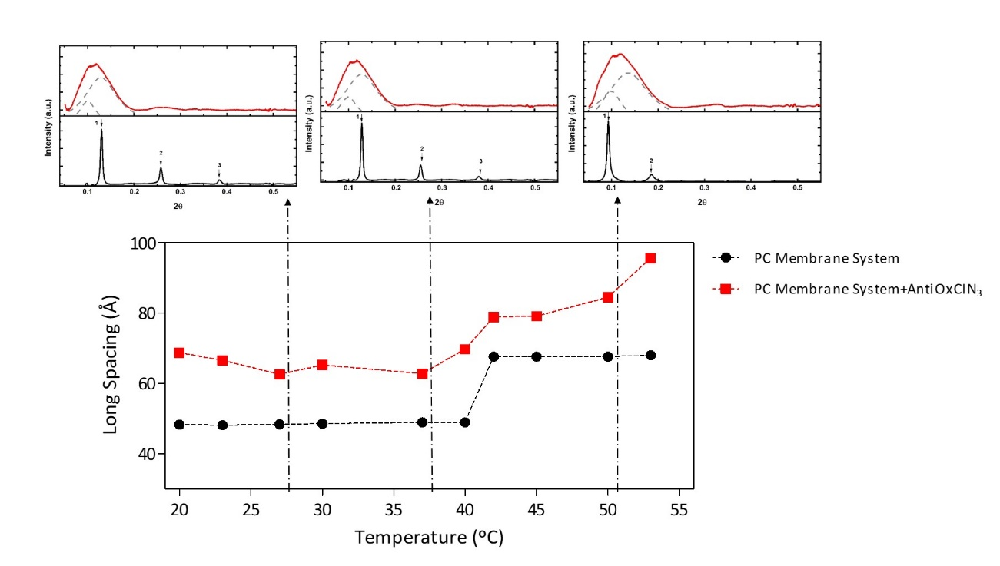 Intensity (a.u.)
1
2
3
0.1 0.2 0.3 0.4 0.5
2θ
Intensity (a.u.)
1
2
3
0.1 0.2 0.3 0.4 0.5
2θ
Intensity (a.u.)
1
2
0.1 0.2 0.3 0.4 0.5
2θ
Long Spacing (Å)
100
80
60
40
20 25 30 35 40 45 50 55
Temperature (ºC)
PC Membrane System
PC Membrane System+AntiOxCIN₃